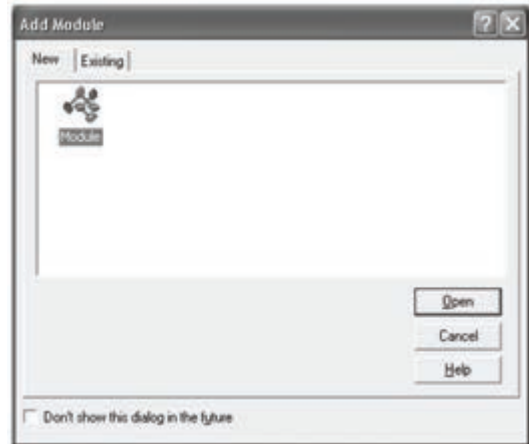 Add Module
New Existing
Module
Open
Cancel
Help
Don't show this dialog in the future